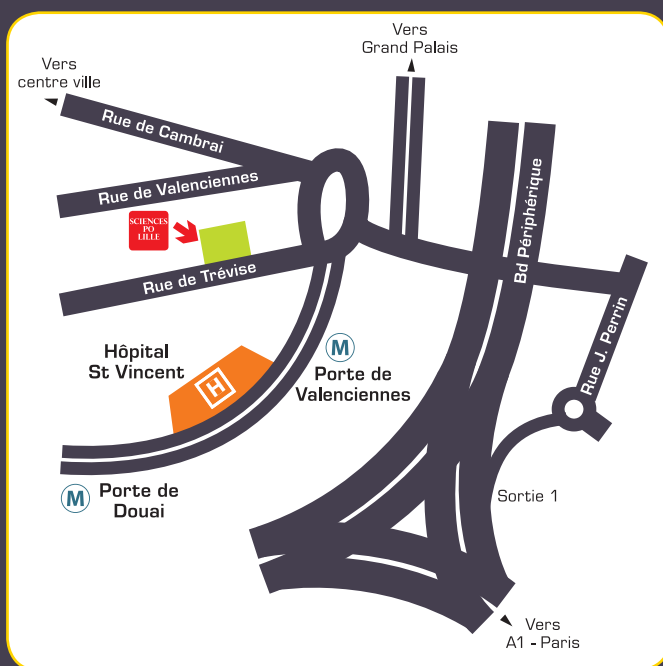 Vers
Grand Palais
Vers
centre ville
Rue de Cambrai
Rue de Valenciennes
SCIENCES
PO
LILLE
Rue de Trévise
Bd Périphérique
Rue J. Perrin
Hôpital
St Vincent
H
M
Porte de
Valenciennes
M
Porte de
Douai
Sortie 1
Vers
A1 - Paris